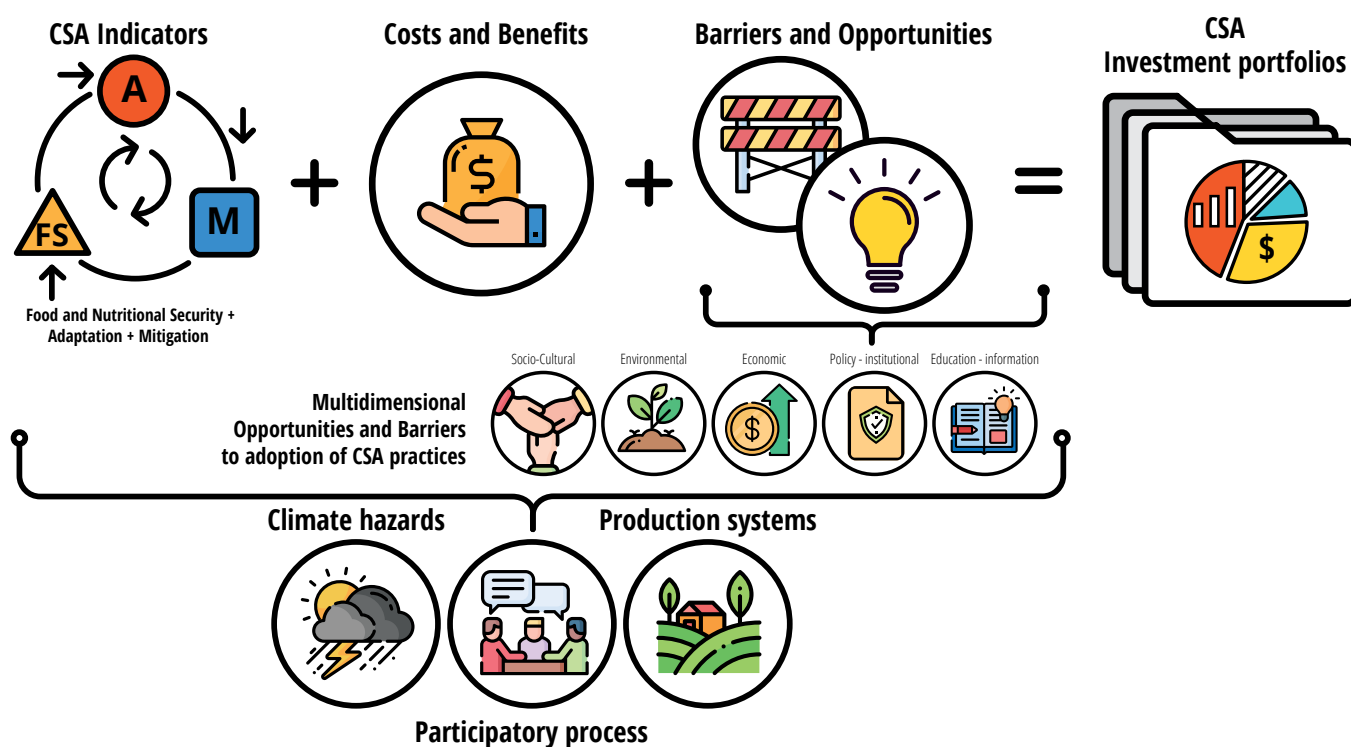 CSA Indicators
Costs and Benefits
Barriers and Opportunities
CSA
Investment portfolios
A
M
FS
$
$
Food and Nutritional Security +
Adaptation + Mitigation
Socio-Cultural
Environmental
Economic
Policy - institutional
Education - information
Multidimensional
Opportunities and Barriers
to adoption of CSA practices
$
Climate hazards
Production systems
Participatory process